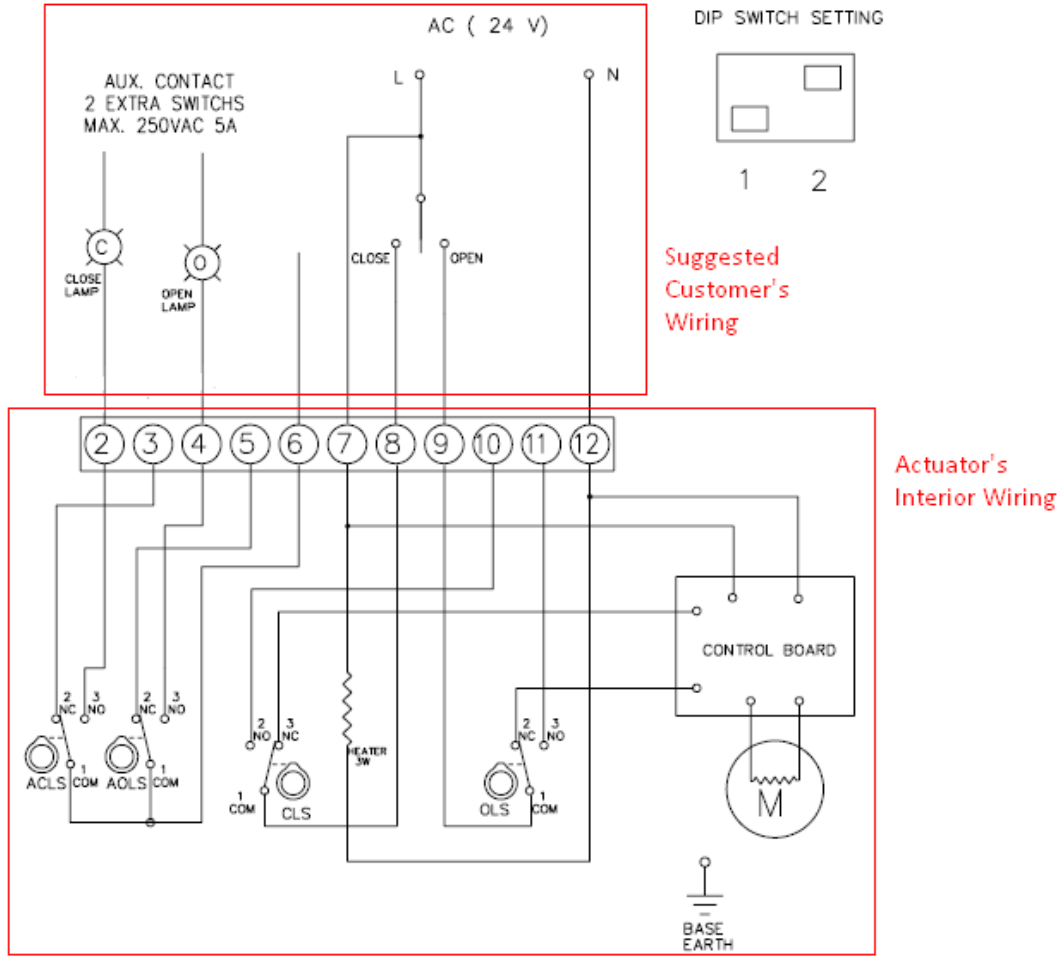 AC ( 24 V)
DIP SWITCH SETTING
L
N
AUX. CONTACT
2 EXTRA SWITCHS
MAX. 250VAC 5A
1 2
C
CLOSE
LAMP
O
OPEN
LAMP
CLOSE
OPEN
Suggested
Customer's
Wiring
2 3 4 5 6 7 8 9 10 11 12
Actuator's
Interior Wiring
CONTROL BOARD
2
NC
3
NO
1
COM
ACLS
2
NC
3
NO
1
COM
AOLS
2
NO
3
NC
1
COM
CLS
HEATER
3W
2
NC
3
NO
1
COM
OLS
M
BASE
EARTH